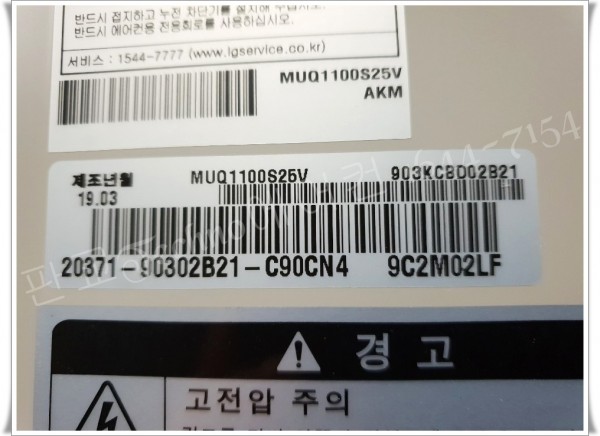 반드시 접지하고 누전 차단기를 설치해 주십시오.
반드시 에어컨용 전용회로를 사용하십시오.
서비스 : 1544-7777 (www.lgservice.co.kr)
MUQ1100S25V
AKM
제조년월
19.03
MUQ1100S25V
903KCBD02B21
20371-90302B21-C90CN4
9C2M02LF
경 고
고전압 주의